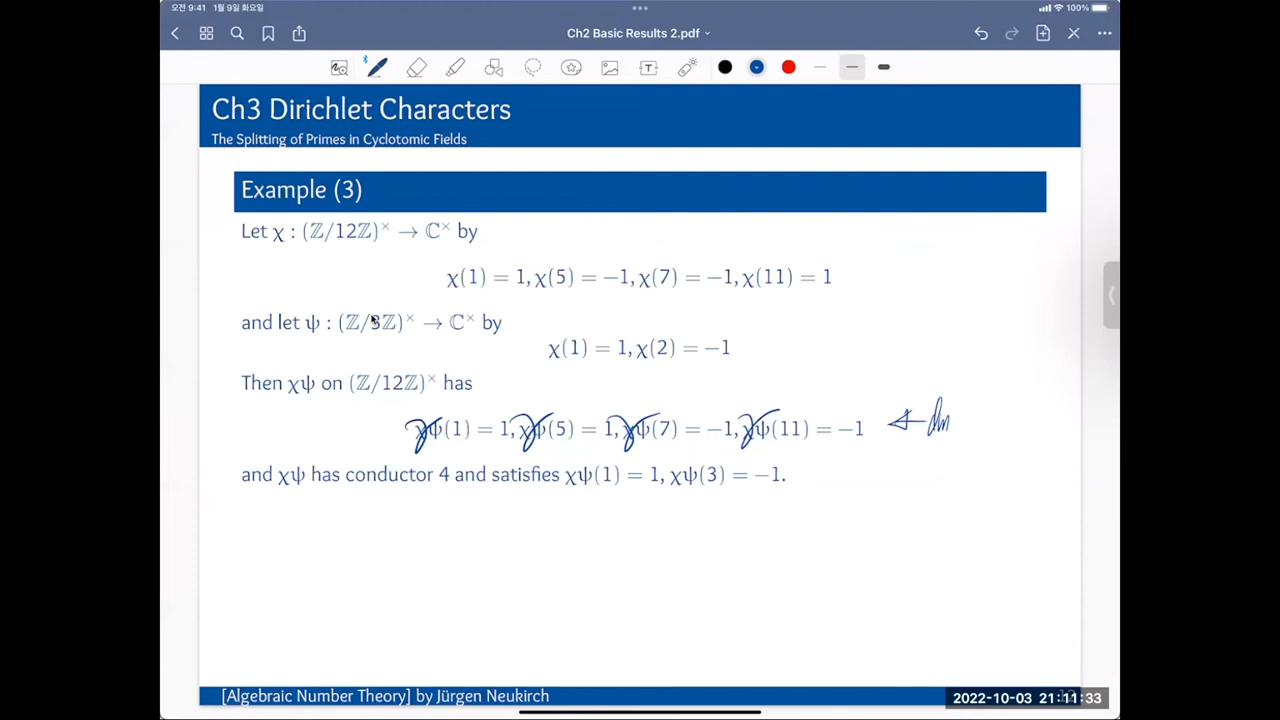 오전 9:41 1월 9일 화요일
100%
Ch2 Basic Results 2.pdf
Ch3 Dirichlet Characters
The Splitting of Primes in Cyclotomic Fields
Example (3)
Let χ : (ℤ/12ℤ)× → ℂ× by
χ(1) = 1, χ(5) = −1, χ(7) = −1, χ(11) = 1
and let ψ : (ℤ/3ℤ)× → ℂ× by
χ(1) = 1, χ(2) = −1
Then χψ on (ℤ/12ℤ)× has
χψ(1) = 1, χψ(5) = 1, χψ(7) = −1, χψ(11) = −1
and χψ has conductor 4 and satisfies χψ(1) = 1, χψ(3) = −1.
[Algebraic Number Theory] by Jürgen Neukirch
2022-10-03 21:11:33